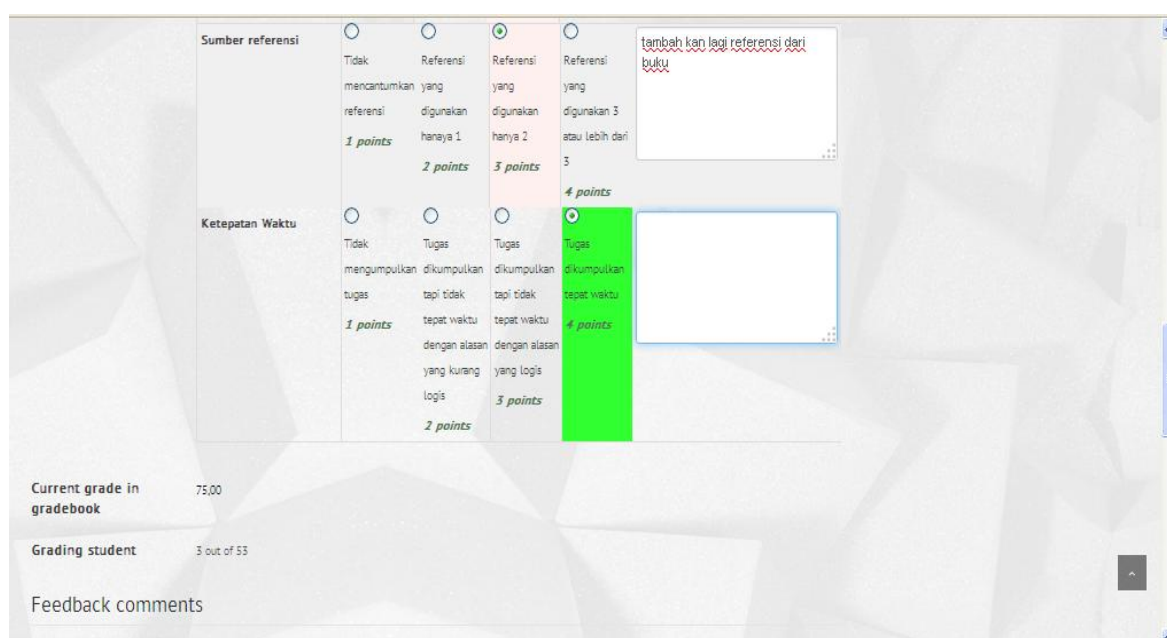 Sumber referensi
Tidak
mencantumkan
referensi
1 points
Referensi
yang
digunakan
hanaya 1
2 points
Referensi
yang
digunakan
hanya 2
3 points
Referensi
yang
digunakan 3
atau lebih dari
3
4 points
tambah kan lagi referensi dari
buku
Ketepatan Waktu
Tidak
mengumpulkan
tugas
1 points
Tugas
dikumpulkan
tapi tidak
tepat waktu
dengan alasan
yang kurang
logis
2 points
Tugas
dikumpulkan
tapi tidak
tepat waktu
dengan alasan
yang logis
3 points
Tugas
dikumpulkan
tepat waktu
4 points
Current grade in
gradebook
75,00
Grading student
3 out of 53
Feedback comments